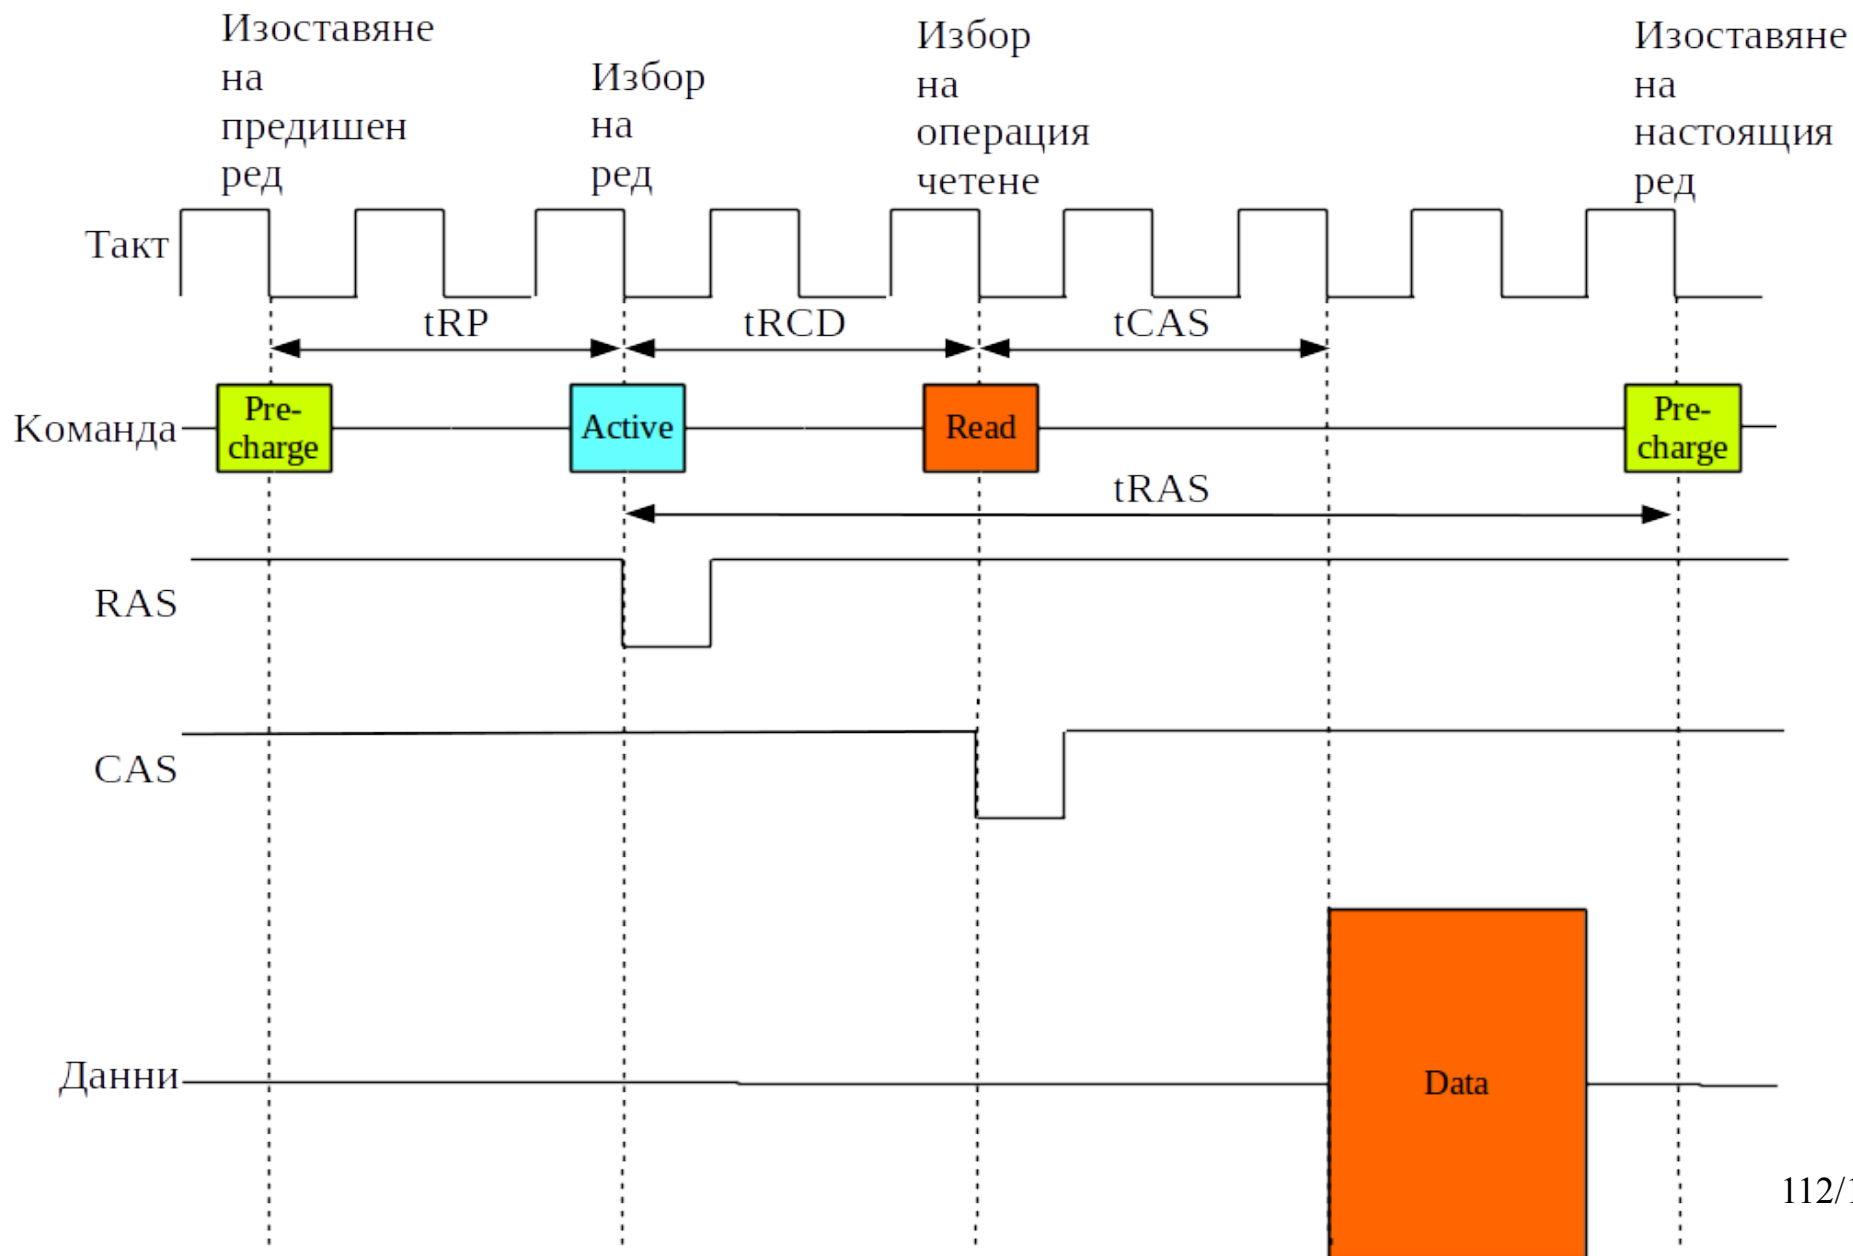 Изоставяне
на
предишен
ред
Избор
на
ред
Избор
на
операция
четене
Изоставяне
на
настоящия
ред
Такт
tRP
tRCD
tCAS
Команда
Pre-
charge
Active
Read
Pre-
charge
tRAS
RAS
CAS
Данни
Data
112/